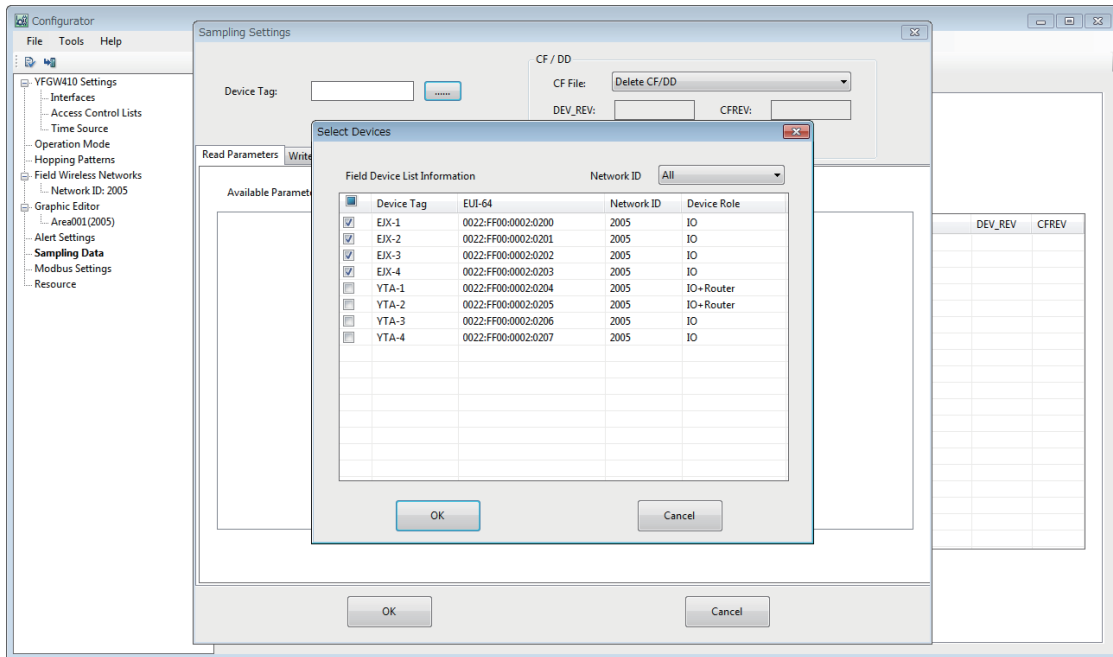 Configurator
File Tools Help
YFGW410 Settings
Interfaces
Access Control Lists
Time Source
Operation Mode
Hopping Patterns
Field Wireless Networks
Network ID: 2005
Graphic Editor
Area001(2005)
Alert Settings
Sampling Data
Modbus Settings
Resource
Sampling Settings
Device Tag: ......
CF / DD
CF File: Delete CF/DD
DEV_REV: CFREV:
Read Parameters Write
Available Paramet
Select Devices
Field Device List Information Network ID All
Device Tag EUI-64 Network ID Device Role
EJX-1 0022:FF00:0002:0200 2005 IO
EJX-2 0022:FF00:0002:0201 2005 IO
EJX-3 0022:FF00:0002:0202 2005 IO
EJX-4 0022:FF00:0002:0203 2005 IO
YTA-1 0022:FF00:0002:0204 2005 IO+Router
YTA-2 0022:FF00:0002:0205 2005 IO+Router
YTA-3 0022:FF00:0002:0206 2005 IO
YTA-4 0022:FF00:0002:0207 2005 IO
OK Cancel
OK Cancel
DEV_REV CFREV